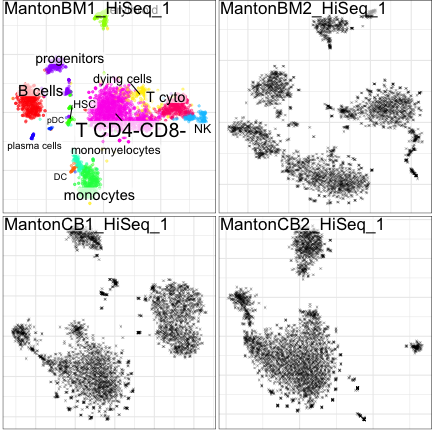 MantonBM1_HiSeq_1
MantonBM2_HiSeq_1
progenitors
dying cells
B cells
T cyto
HSC
pDC
T CD4-CD8-
NK
plasma cells
monomyelocytes
DC
monocytes
MantonCB1_HiSeq_1
MantonCB2_HiSeq_1